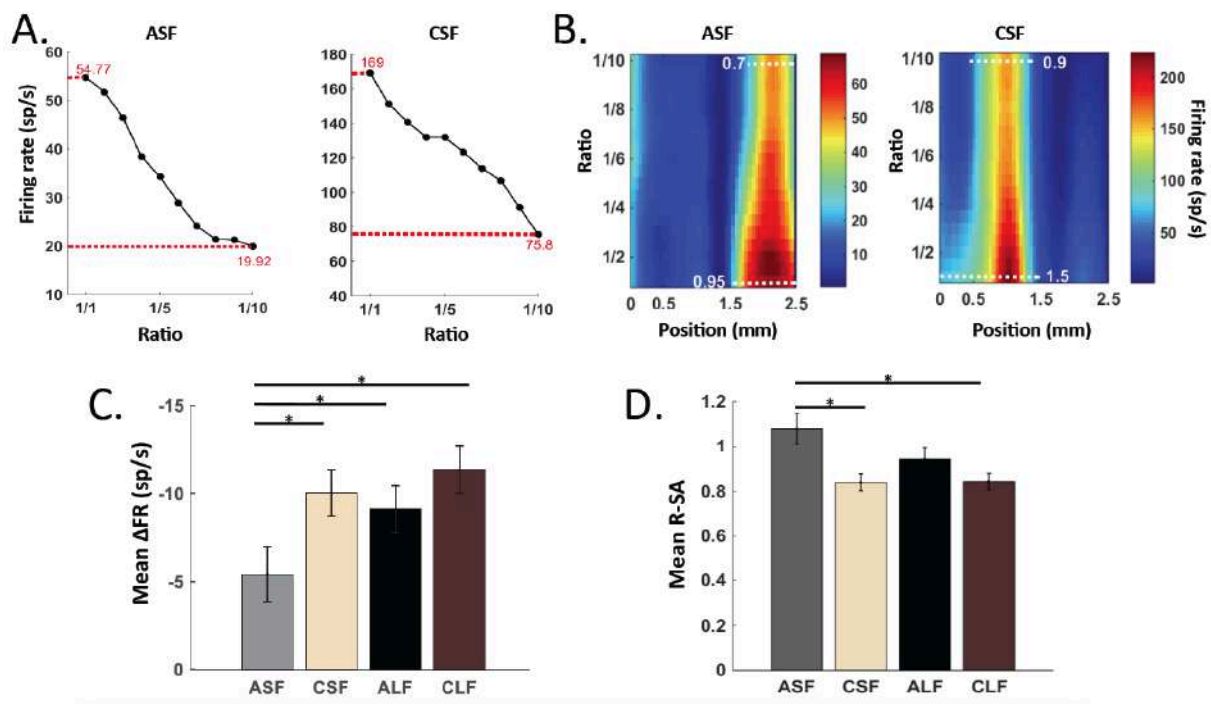 A.
ASF
Firing rate (sp/s)
60
50
40
30
20
10
54.77
19.92
1/1
1/5
1/10
Ratio
CSF
180
160
140
120
100
80
60
40
169
75.8
1/1
1/5
1/10
Ratio
B.
ASF
Ratio
1/10
1/8
1/6
1/4
1/2
0.7
0.95
0
0.5
1.5
2.5
Position (mm)
60
50
40
30
20
10
CSF
Ratio
1/10
1/8
1/6
1/4
1/2
0.9
1.5
0
0.5
1.5
2.5
Position (mm)
200
150
100
50
Firing rate (sp/s)
C.
Mean ΔFR (sp/s)
-15
-10
-5
0
*
*
*
ASF
CSF
ALF
CLF
D.
Mean R-SA
1.2
1
0.8
0.6
0.4
0.2
0
*
*
ASF
CSF
ALF
CLF